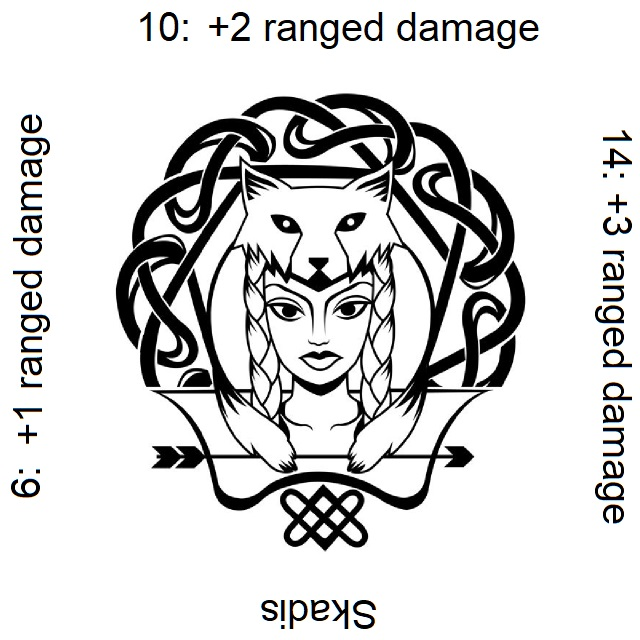 10: +2 ranged damage
6: +1 ranged damage
14: +3 ranged damage
Skadis